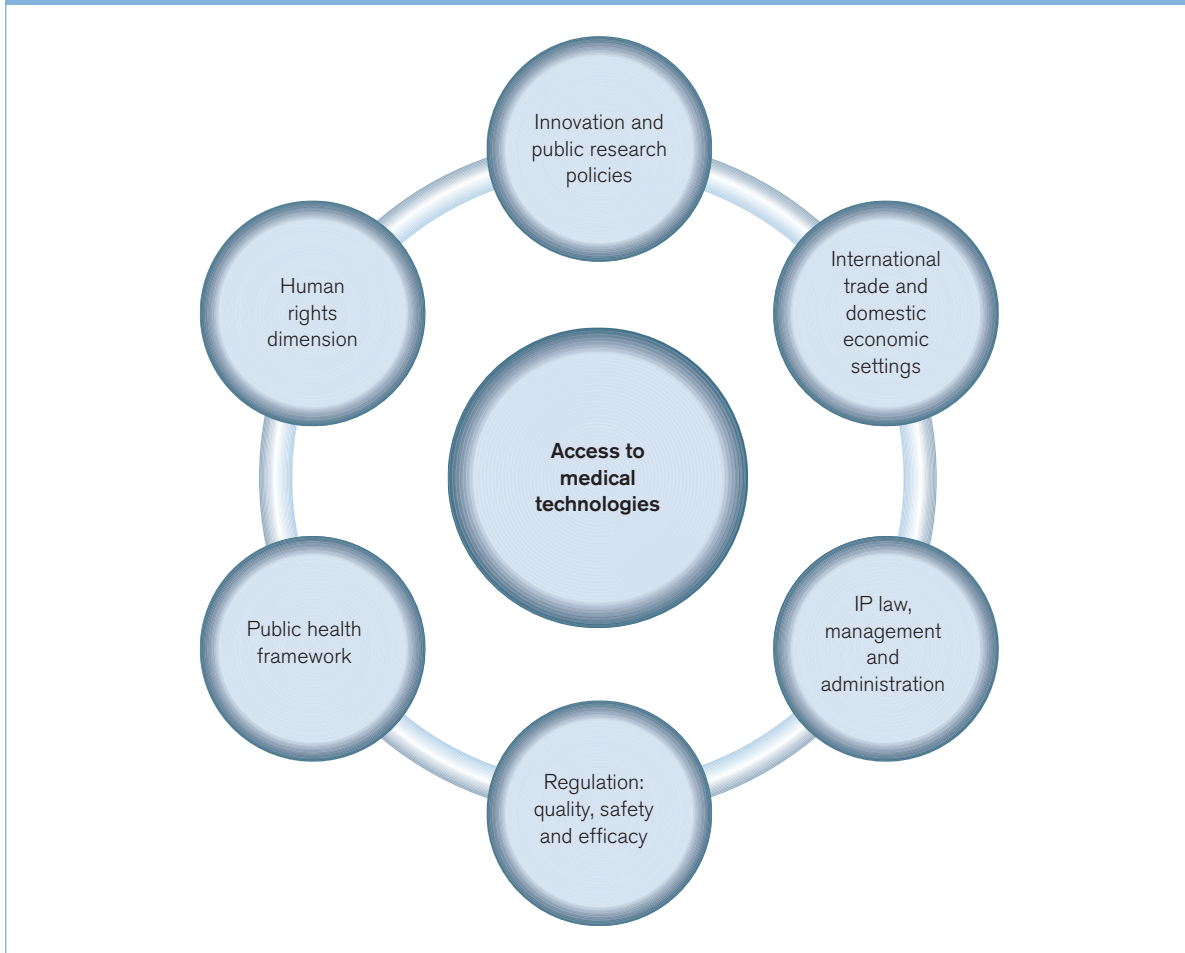 Innovation and
public research
policies
International
trade and
domestic
economic
settings
Human
rights
dimension
Access to
medical
technologies
IP law,
management
and
administration
Public health
framework
Regulation:
quality, safety
and efficacy